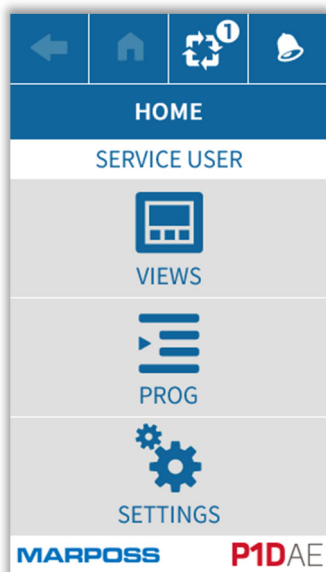 1
HOME
SERVICE USER
VIEWS
PROG
SETTINGS
MARPOSS P1DAE